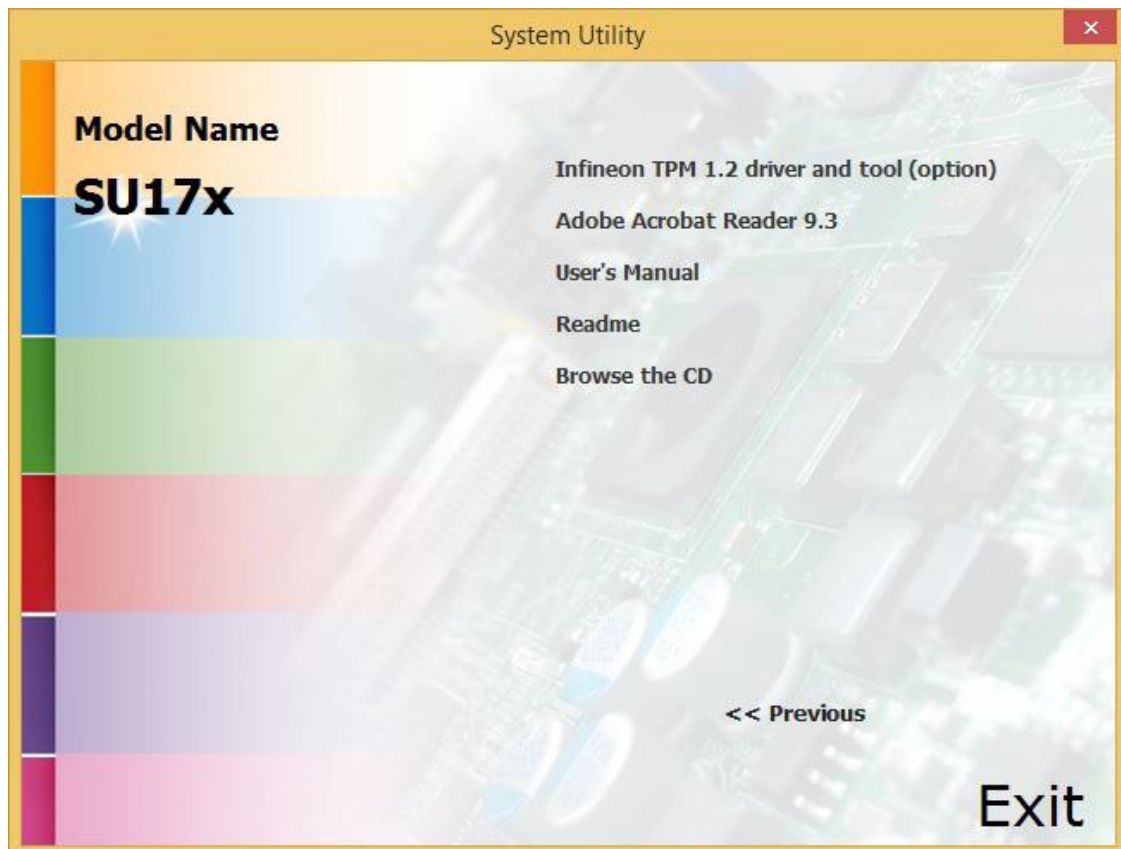 System Utility
Model Name
SU17x
Infineon TPM 1.2 driver and tool (option)
Adobe Acrobat Reader 9.3
User's Manual
Readme
Browse the CD
<< Previous
Exit